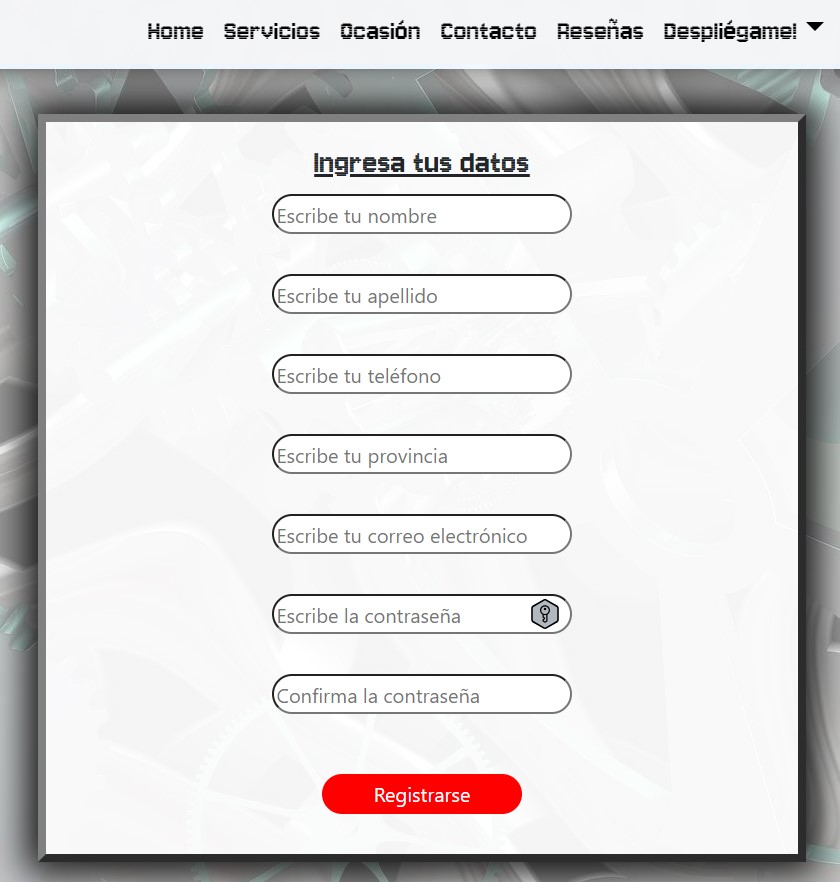 Home Servicios Ocasión Contacto Reseñas Despliégame!
Ingresa tus datos
Escribe tu nombre
Escribe tu apellido
Escribe tu teléfono
Escribe tu provincia
Escribe tu correo electrónico
Escribe la contraseña
Confirma la contraseña
Registrarse